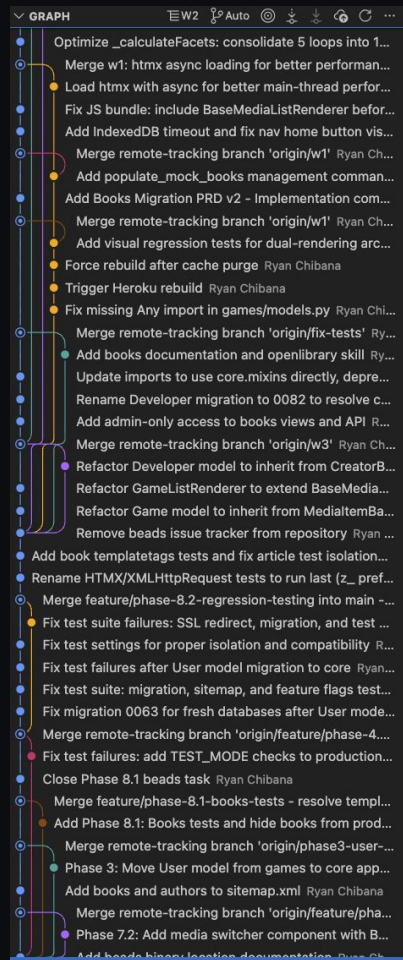 GRAPH W2 Auto
Optimize _calculateFacets: consolidate 5 loops into 1...
Merge w1: htmx async loading for better performan...
Load htmx with async for better main-thread perfor...
Fix JS bundle: include BaseMediaListRenderer befor...
Add IndexedDB timeout and fix nav home button vis...
Merge remote-tracking branch 'origin/w1' Ryan Ch...
Add populate_mock_books management comman...
Add Books Migration PRD v2 - Implementation com...
Merge remote-tracking branch 'origin/w1' Ryan Ch...
Add visual regression tests for dual-rendering arc...
Force rebuild after cache purge Ryan Chibana
Trigger Heroku rebuild Ryan Chibana
Fix missing Any import in games/models.py Ryan Chi...
Merge remote-tracking branch 'origin/fix-tests' Ry...
Add books documentation and openlibrary skill Ry...
Update imports to use core.mixins directly, depre...
Rename Developer migration to 0082 to resolve c...
Add admin-only access to books views and API R...
Merge remote-tracking branch 'origin/w3' Ryan Ch...
Refactor Developer model to inherit from CreatorB...
Refactor GameListRenderer to extend BaseMedia...
Refactor Game model to inherit from MediaItemBa...
Remove beads issue tracker from repository Ryan ...
Add book templatetags tests and fix article test isolation...
Rename HTMX/XMLHttpRequest tests to run last (z_ pref...
Merge feature/phase-8.2-regression-testing into main -...
Fix test suite failures: SSL redirect, migration, and test ...
Fix test settings for proper isolation and compatibility R...
Fix test failures after User model migration to core Ryan...
Fix test suite: migration, sitemap, and feature flags test...
Fix migration 0063 for fresh databases after User mode...
Merge remote-tracking branch 'origin/feature/phase-4....
Fix test failures: add TEST_MODE checks to production...
Close Phase 8.1 beads task Ryan Chibana
Merge feature/phase-8.1-books-tests - resolve templ...
Add Phase 8.1: Books tests and hide books from prod...
Merge remote-tracking branch 'origin/phase3-user-...
Phase 3: Move User model from games to core app...
Add books and authors to sitemap.xml Ryan Chibana
Merge remote-tracking branch 'origin/feature/pha...
Phase 7.2: Add media switcher component with B...
Add beads binary location documentation Ryan Ch...